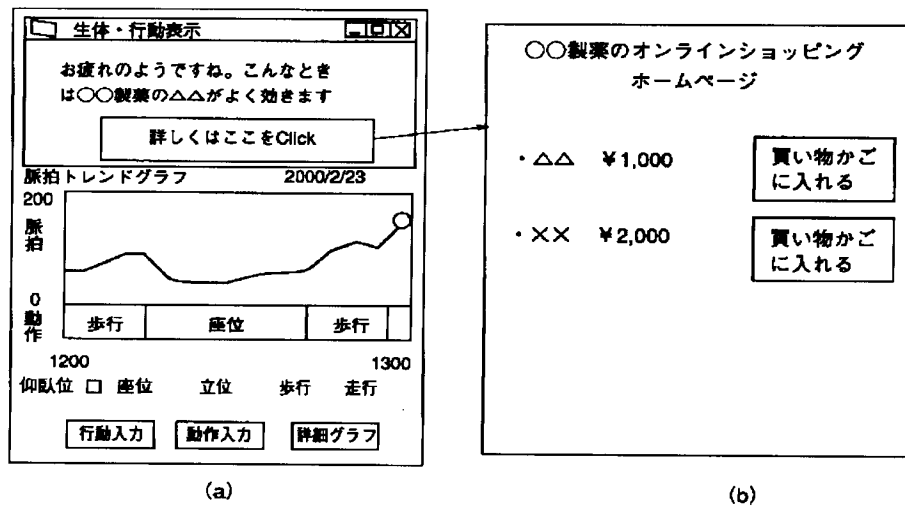 生体・行動表示
お疲れのようですね。こんなとき
は○○製薬の△△がよく効きます
詳しくはここをClick
脈拍トレンドグラフ 2000/2/23
200
脈拍
0
動作
歩行 座位 歩行
1200 1300
仰臥位 座位 立位 歩行 走行
行動入力 動作入力 詳細グラフ
(a)
○○製薬のオンラインショッピング
ホームページ
・△△ ¥1,000
買い物かご
に入れる
・×× ¥2,000
買い物かご
に入れる
(b)